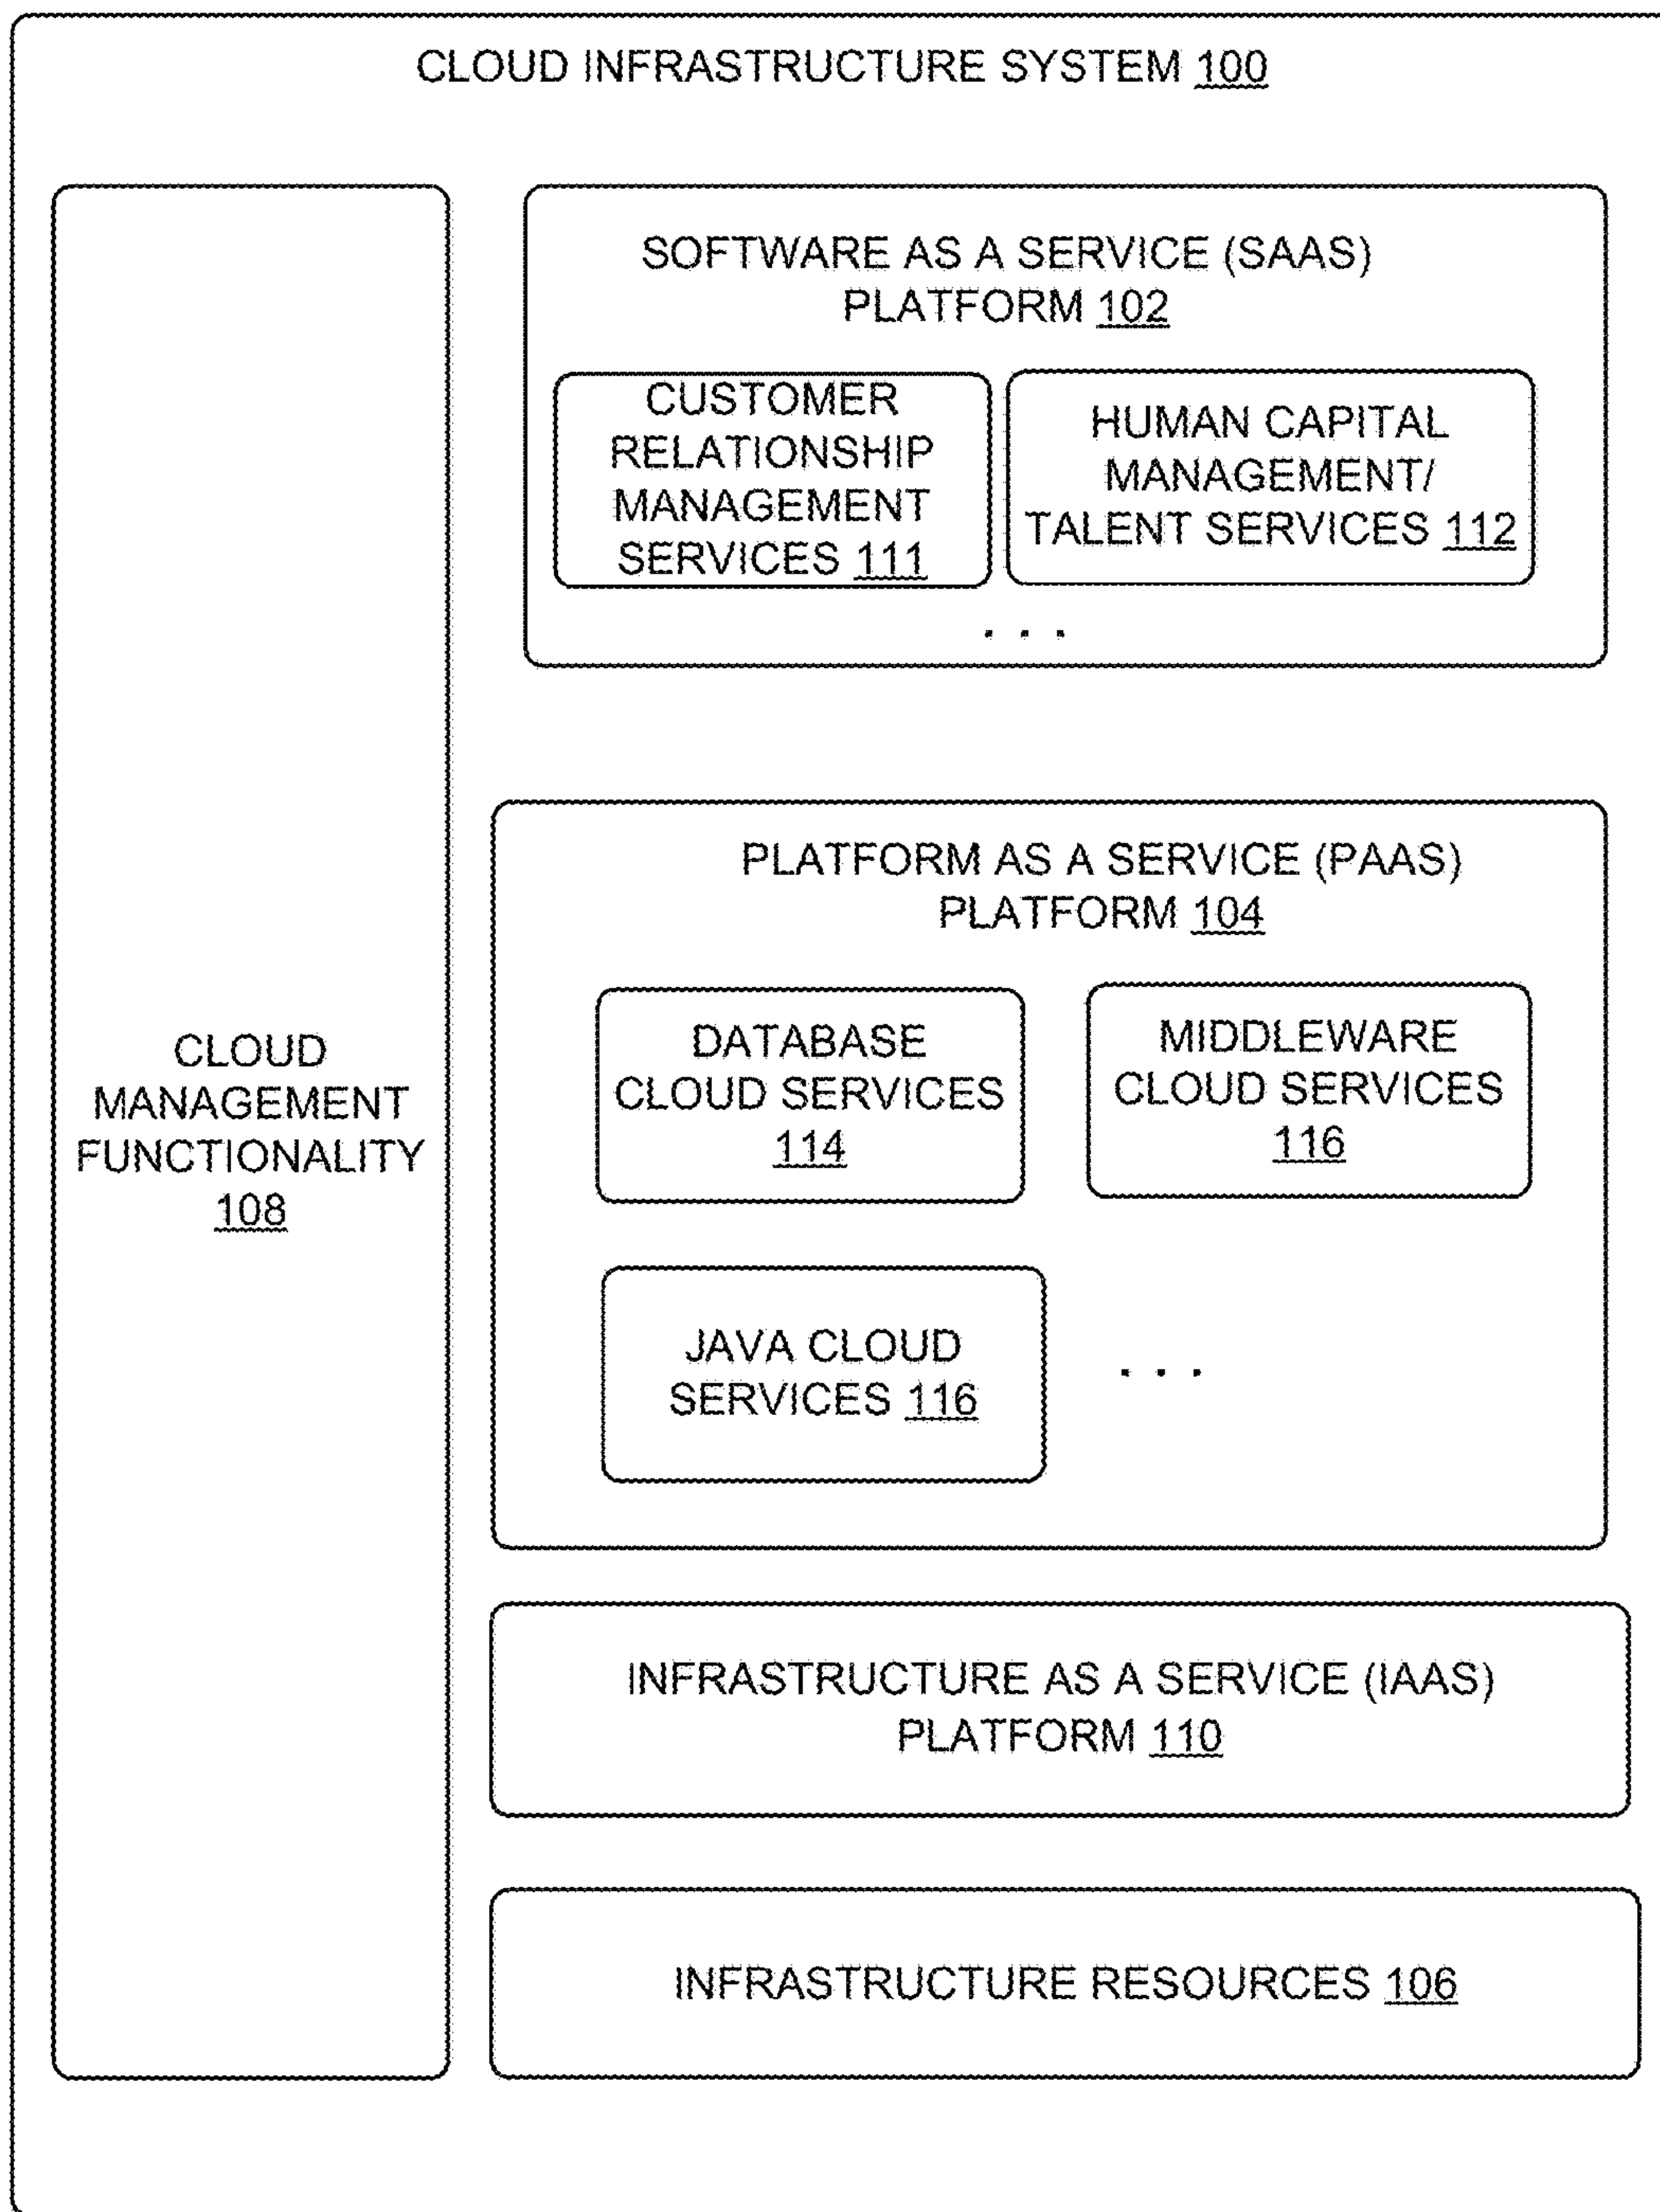 CLOUD INFRASTRUCTURE SYSTEM 100
SOFTWARE AS A SERVICE (SAAS)
PLATFORM 102
CUSTOMER
RELATIONSHIP
MANAGEMENT
SERVICES 111
HUMAN CAPITAL
MANAGEMENT/
TALENT SERVICES 112
. . .
PLATFORM AS A SERVICE (PAAS)
PLATFORM 104
DATABASE
CLOUD SERVICES
114
MIDDLEWARE
CLOUD SERVICES
116
JAVA CLOUD
SERVICES 116
. . .
CLOUD
MANAGEMENT
FUNCTIONALITY
108
INFRASTRUCTURE AS A SERVICE (IAAS)
PLATFORM 110
INFRASTRUCTURE RESOURCES 106